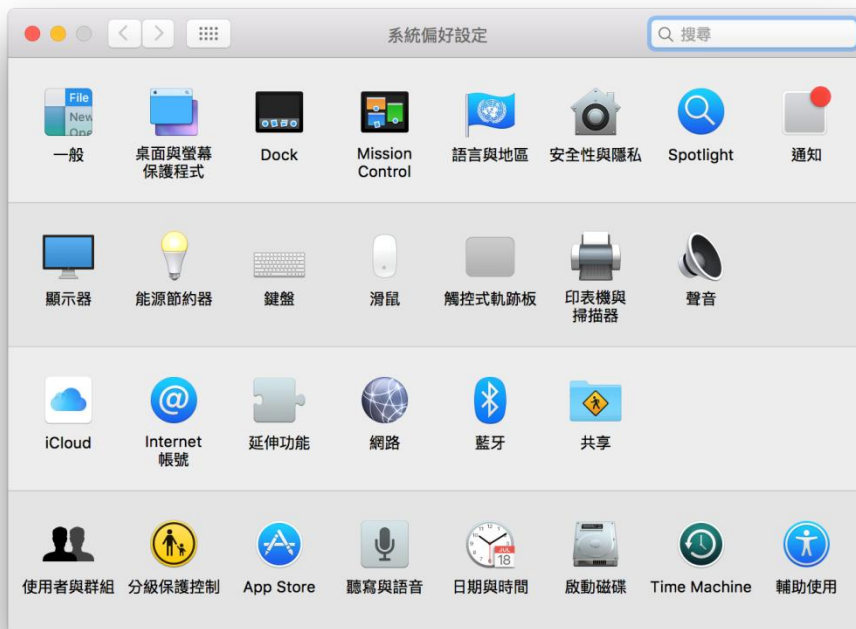 系統偏好設定
搜尋
File
New
Ope
一般
桌面與螢幕
保護程式
Dock
Mission
Control
語言與地區
安全性與隱私
Spotlight
通知
顯示器
能源節約器
鍵盤
滑鼠
觸控式軌跡板
印表機與
掃描器
聲音
iCloud
Internet
帳號
延伸功能
網路
藍牙
共享
使用者與群組
分級保護控制
App Store
聽寫與語音
JUL
18
日期與時間
啟動磁碟
Time Machine
輔助使用